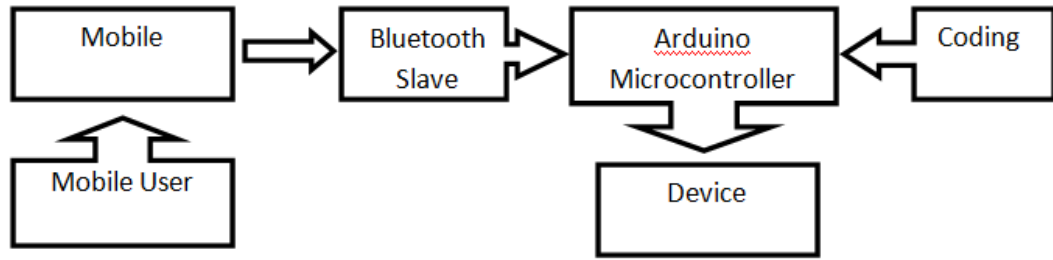 Mobile
Bluetooth
Slave
Arduino
Microcontroller
Coding
Mobile User
Device